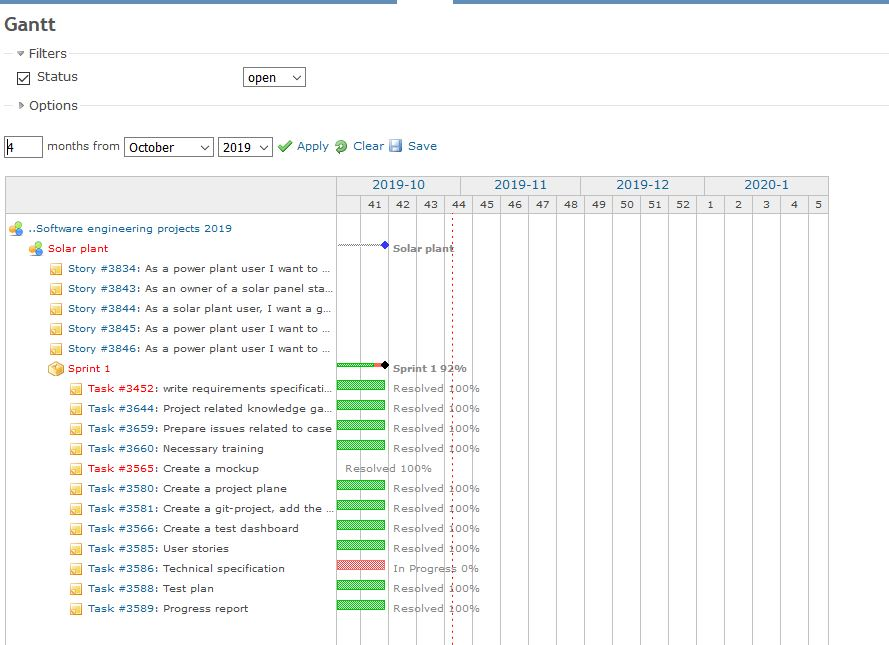 Gantt
Filters
Status open
Options
4 months from October 2019 Apply Clear Save
2019-10 2019-11 2019-12 2020-1
41 42 43 44 45 46 47 48 49 50 51 52 1 2 3 4 5
..Software engineering projects 2019
Solar plant Solar plant
Story #3834: As a power plant user I want to ...
Story #3843: As an owner of a solar panel sta...
Story #3844: As a solar plant user, I want a g...
Story #3845: As a power plant user I want to ...
Story #3846: As a power plant user I want to ...
Sprint 1 Sprint 1 92%
Task #3452: write requirements specificati... Resolved 100%
Task #3644: Project related knowledge ga... Resolved 100%
Task #3659: Prepare issues related to case Resolved 100%
Task #3660: Necessary training Resolved 100%
Task #3565: Create a mockup Resolved 100%
Task #3580: Create a project plane Resolved 100%
Task #3581: Create a git-project, add the ... Resolved 100%
Task #3566: Create a test dashboard Resolved 100%
Task #3585: User stories Resolved 100%
Task #3586: Technical specification In Progress 0%
Task #3588: Test plan Resolved 100%
Task #3589: Progress report Resolved 100%